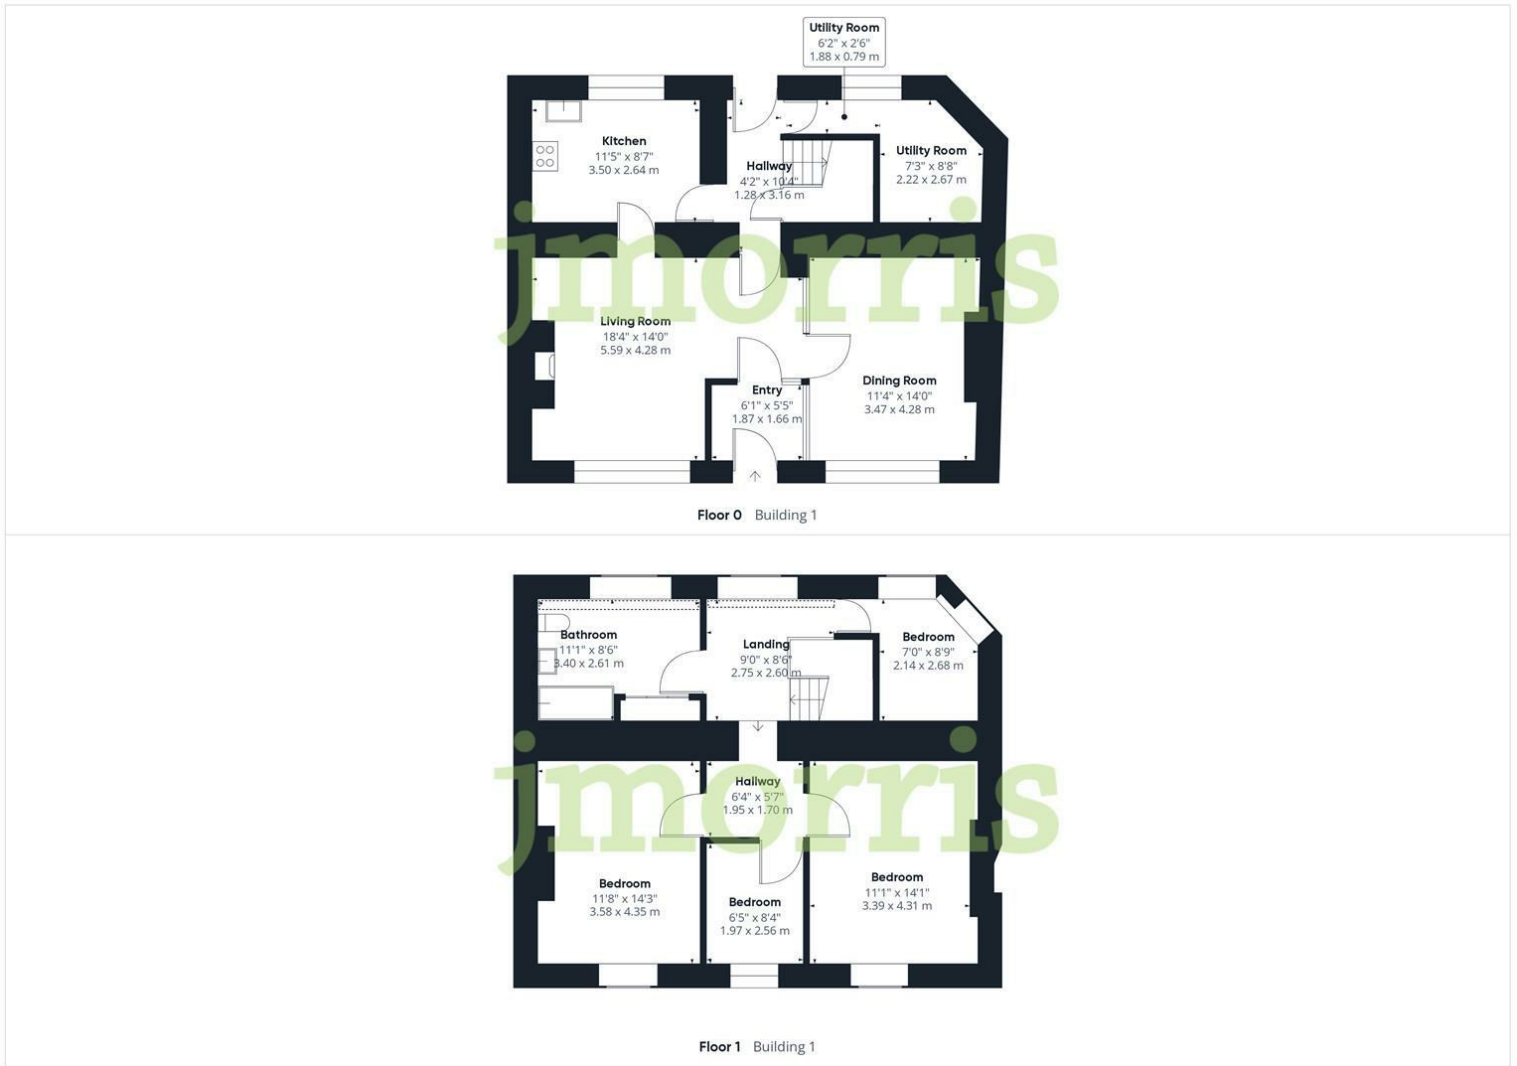 Utility Room
6'2" x 2'6"
1.88 x 0.79 m
Kitchen
11'5" x 8'7"
3.50 x 2.64 m
Hallway
4'2" x 10'4"
1.28 x 3.16 m
Utility Room
7'3" x 8'8"
2.22 x 2.67 m
jmorris
Living Room
18'4" x 14'0"
5.59 x 4.28 m
Entry
6'1" x 5'5"
1.87 x 1.66 m
Dining Room
11'4" x 14'0"
3.47 x 4.28 m
Floor 0 Building 1
Bathroom
11'1" x 8'6"
3.40 x 2.61 m
Landing
9'0" x 8'6"
2.75 x 2.60 m
Bedroom
7'0" x 8'9"
2.14 x 2.68 m
jmorris
Hallway
6'4" x 5'7"
1.95 x 1.70 m
Bedroom
11'8" x 14'3"
3.58 x 4.35 m
Bedroom
6'5" x 8'4"
1.97 x 2.56 m
Bedroom
11'1" x 14'1"
3.39 x 4.31 m
Floor 1 Building 1